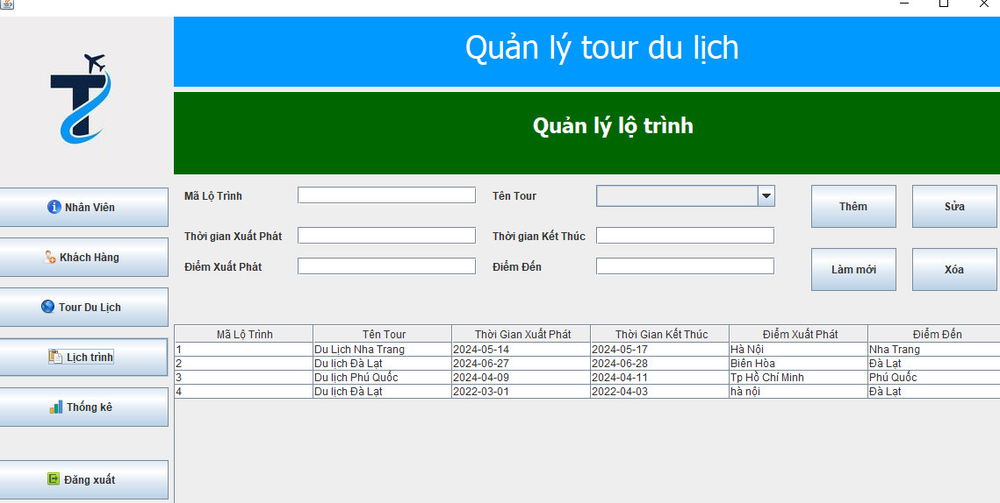 Quản lý tour du lịch
Quản lý lộ trình
Nhân Viên
Khách Hàng
Tour Du Lịch
Lịch trình
Thống kê
Đăng xuất
Mã Lộ Trình Tên Tour Thêm Sửa
Thời gian Xuất Phát Thời gian Kết Thúc
Điểm Xuất Phát Điểm Đến Làm mới Xóa
Mã Lộ Trình Tên Tour Thời Gian Xuất Phát Thời Gian Kết Thúc Điểm Xuất Phát Điểm Đến
1 Du Lịch Nha Trang 2024-05-14 2024-05-17 Hà Nội Nha Trang
2 Du lịch Đà Lạt 2024-06-27 2024-06-28 Biên Hòa Đà Lạt
3 Du lịch Phú Quốc 2024-04-09 2024-04-11 Tp Hồ Chí Minh Phú Quốc
4 Du lịch Đà Lạt 2022-03-01 2022-04-03 hà nội Đà Lạt